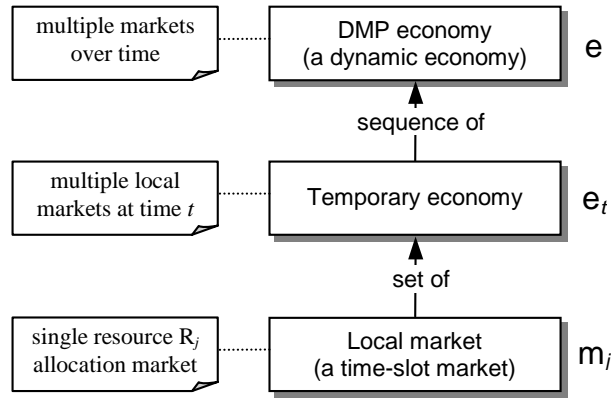 multiple markets
over time
DMP economy
(a dynamic economy)
e
sequence of
multiple local
markets at time t
Temporary economy
e_t
set of
single resource R_j
allocation market
Local market
(a time-slot market)
m_j